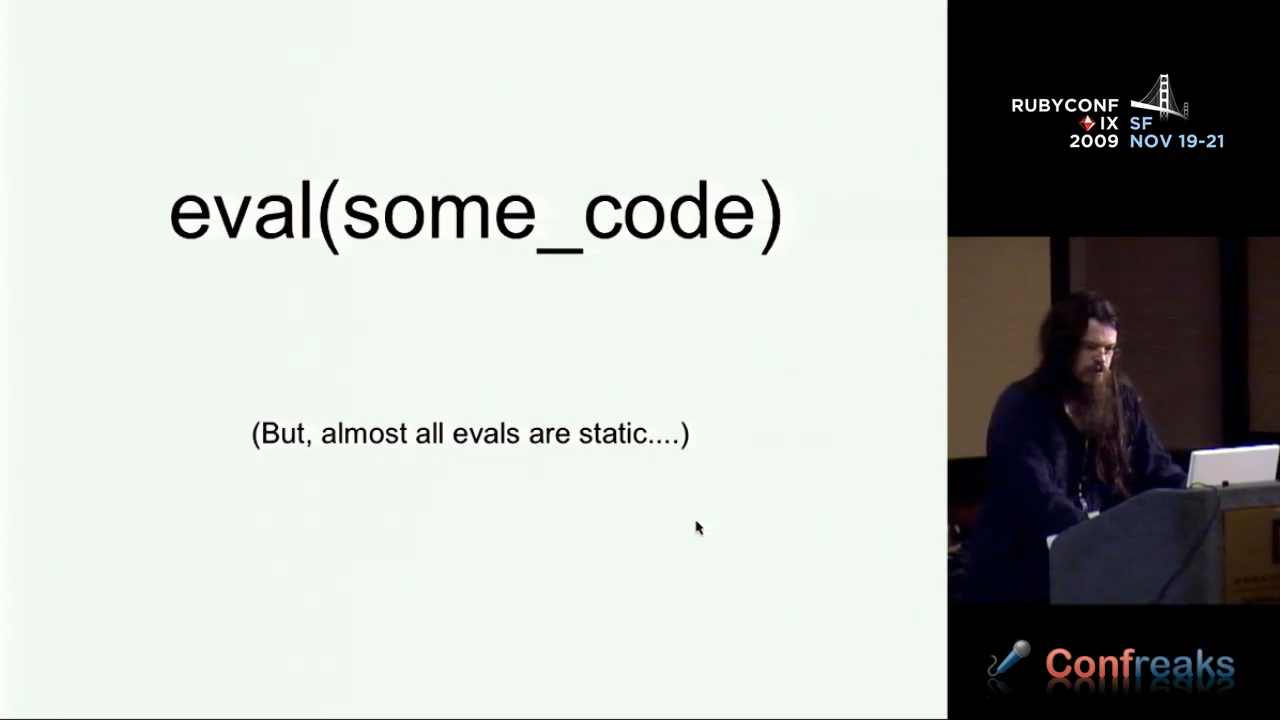 eval(some_code)
(But, almost all evals are static....)
RUBYCONF
IX SF
2009 NOV 19-21
Confreaks